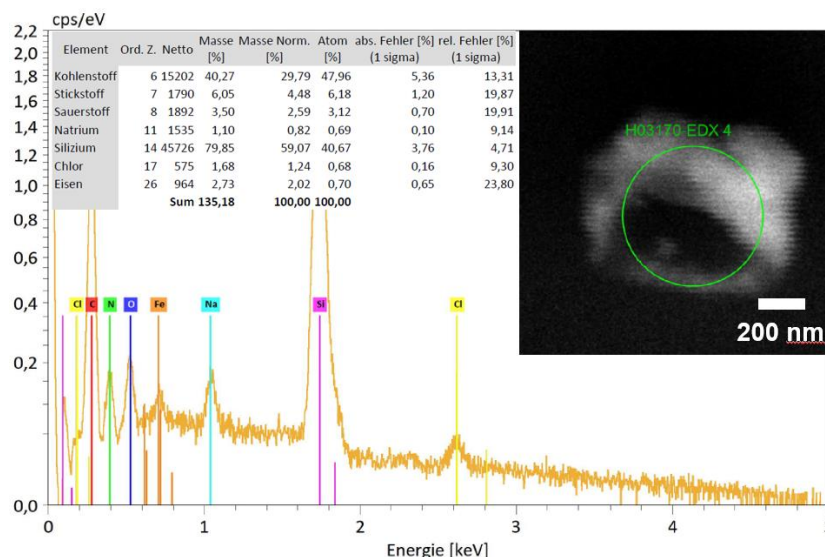 cps/eV
2,2
2,0
1,8
1,6
1,4
1,2
1,0
0,8
0,6
0,4
0,2
0,0
Element Ord. Z. Netto Masse Masse Norm. Atom abs. Fehler [%] rel. Fehler [%]
[%] [%] [%] (1 sigma) (1 sigma)
Kohlenstoff 6 15202 40,27 29,79 47,96 5,36 13,31
Stickstoff 7 1790 6,05 4,48 6,18 1,20 19,87
Sauerstoff 8 1892 3,50 2,59 3,12 0,70 19,91
Natrium 11 1535 1,10 0,82 0,69 0,10 9,14
Silizium 14 45726 79,85 59,07 40,67 3,76 4,71
Chlor 17 575 1,68 1,24 0,68 0,16 9,30
Eisen 26 964 2,73 2,02 0,70 0,65 23,80
Sum 135,18 100,00 100,00
H03170 EDX 4
200 nm
Cl C N O Fe Na Si Cl
0 1 2 3 4
Energie [keV]